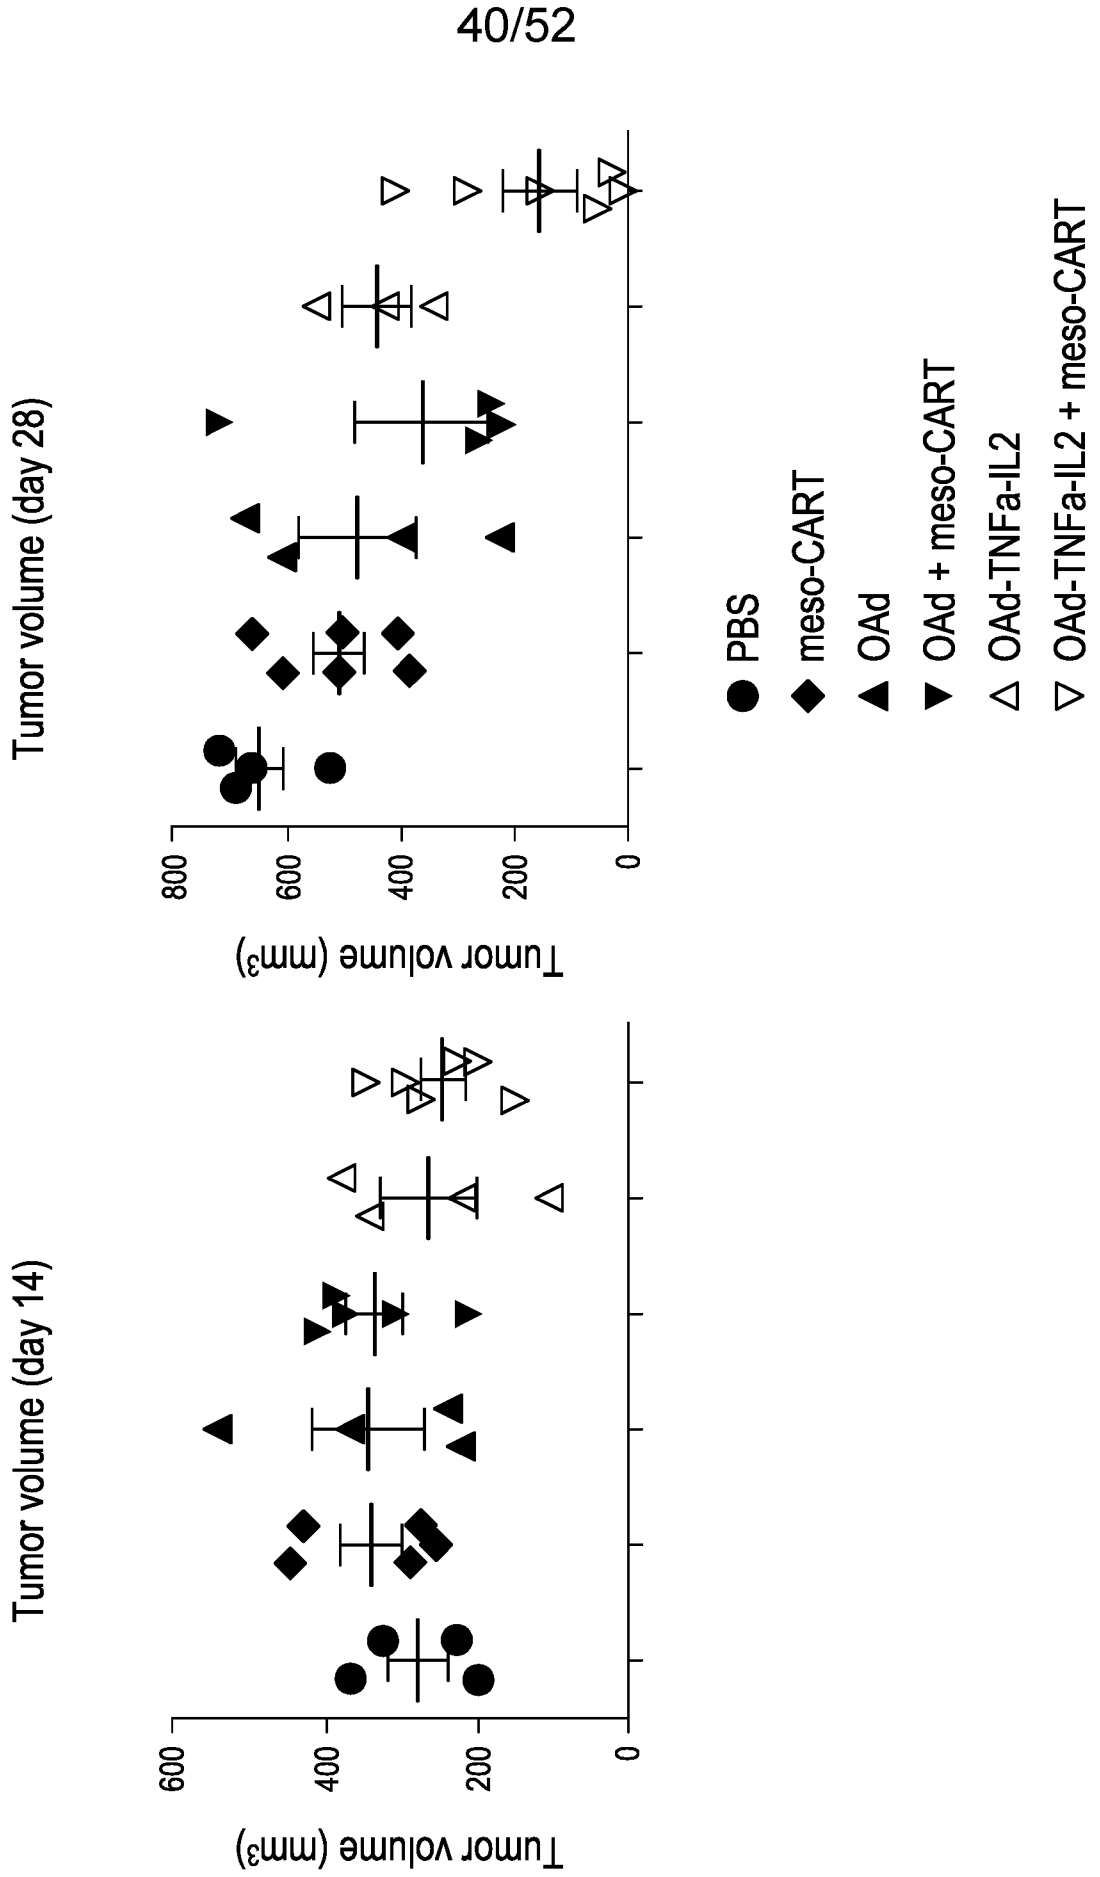 40/52
Tumor volume (day 14)
Tumor volume (mm³)
600
400
200
0
Tumor volume (day 28)
Tumor volume (mm³)
800
600
400
200
0
PBS
meso-CART
OAd
OAd + meso-CART
OAd-TNFa-IL2
OAd-TNFa-IL2 + meso-CART